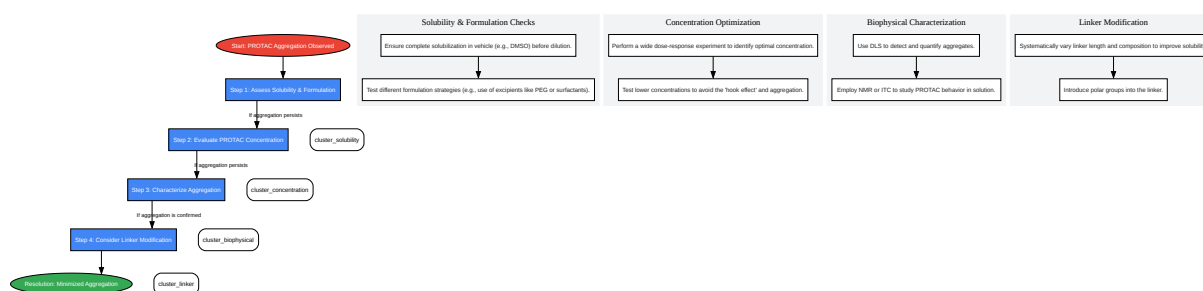 Solubility & Formulation Checks
Concentration Optimization
Biophysical Characterization
Linker Modification
Start: PROTAC Aggregation Observed
Ensure complete solubilization in vehicle (e.g., DMSO) before dilution.
Perform a wide dose-response experiment to identify optimal concentration.
Use DLS to detect and quantify aggregates.
Systematically vary linker length and composition to improve solubility
Step 1: Assess Solubility & Formulation
Test different formulation strategies (e.g., use of excipients like PEG or surfactants).
Test lower concentrations to avoid the 'hook effect' and aggregation.
Employ NMR or ITC to study PROTAC behavior in solution.
Introduce polar groups into the linker.
If aggregation persists
Step 2: Evaluate PROTAC Concentration
cluster_solubility
If aggregation persists
Step 3: Characterize Aggregation
cluster_concentration
If aggregation is confirmed
Step 4: Consider Linker Modification
cluster_biophysical
Resolution: Minimized Aggregation
cluster_linker